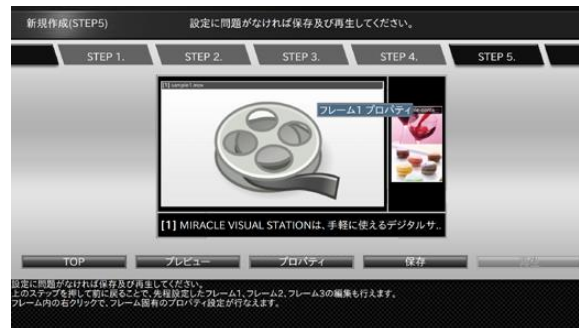 新規作成(STEP5)
設定に問題がなければ保存及び再生してください。
STEP 1.
STEP 2.
STEP 3.
STEP 4.
STEP 5.
[1] sample1.mov
フレーム1 プロパティ
[1] MIRACLE VISUAL STATIONは、手軽に使えるデジタルサ..
TOP
プレビュー
プロパティ
保存
設定に問題がなければ保存及び再生してください。
上のステップを押して前に戻ることで、先程設定したフレーム1、フレーム2、フレーム3の編集も行えます。
フレーム内の右クリックで、フレーム固有のプロパティ設定が行なえます。